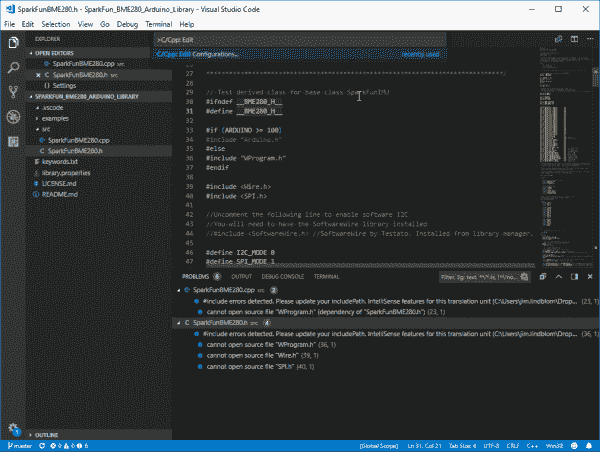 SparkFunBME280.h - SparkFun_BME280_Arduino_Library - Visual Studio Code
File Edit Selection View Go Debug Terminal Help
EXPLORER
OPEN EDITORS
SparkFunBME280.cpp src
SparkFunBME280.h src
Settings
SPARKFUN_BME280_ARDUINO_LIBRARY
.vscode
examples
src
SparkFunBME280.cpp
SparkFunBME280.h
keywords.txt
library.properties
LICENSE.md
README.md
OUTLINE
>C/Cpp: Edit
C/Cpp: Edit Configurations... recently used
26
27 ******************************************************************************/
28
29 // Test derived class for base class SparkFunIMU
30 #ifndef __BME280_H__
31 #define __BME280_H__
32
33 #if (ARDUINO >= 100)
34 #include "Arduino.h"
35 #else
36 #include "WProgram.h"
37 #endif
38
39 #include <Wire.h>
40 #include <SPI.h>
41
42 //Uncomment the following line to enable software I2C
43 //You will need to have the SoftwareWire library installed
44 //#include <SoftwareWire.h> //SoftwareWire by Testato. Installed from library manager.
45
46 #define I2C_MODE 0
47 #define SPI_MODE 1
PROBLEMS 6 OUTPUT DEBUG CONSOLE TERMINAL
SparkFunBME280.cpp src 2
#include errors detected. Please update your includePath. IntelliSense features for this translation unit (C:\Users\jim.lindblom\Drop... (23, 1)
cannot open source file "WProgram.h" (dependency of "SparkFunBME280.h") (23, 1)
SparkFunBME280.h src 4
#include errors detected. Please update your includePath. IntelliSense features for this translation unit (C:\Users\jim.lindblom\Drop... (36, 1)
cannot open source file "WProgram.h" (36, 1)
cannot open source file "Wire.h" (39, 1)
cannot open source file "SPI.h" (40, 1)
master 0 0 6 [Global Scope] Ln 31, Col 21 Tab Size: 4 UTF-8 CRLF C++ Win32